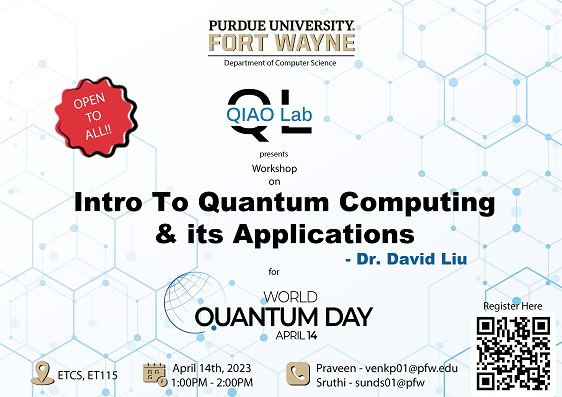 PURDUE UNIVERSITY.
FORT WAYNE
Department of Computer Science
OPEN
TO
ALL!!
QL
QIAO Lab
presents
Workshop
on
Intro To Quantum Computing
& its Applications
- Dr. David Liu
for
WORLD
QUANTUM DAY
APRIL 14
Register Here
ETCS, ET115
April 14th, 2023
1:00PM - 2:00PM
Praveen - venkp01@pfw.edu
Sruthi - sunds01@pfw